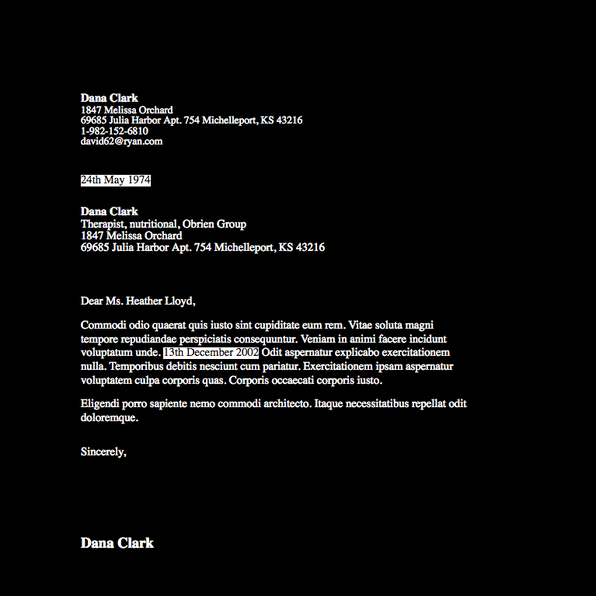 Dana Clark
1847 Melissa Orchard
69685 Julia Harbor Apt. 754 Michelleport, KS 43216
1-982-152-6810
david62@ryan.com
24th May 1974
Dana Clark
Therapist, nutritional, Obrien Group
1847 Melissa Orchard
69685 Julia Harbor Apt. 754 Michelleport, KS 43216
Dear Ms. Heather Lloyd,
Commodi odio quaerat quis iusto sint cupiditate eum rem. Vitae soluta magni
tempore repudiandae perspiciatis consequuntur. Veniam in animi facere incidunt
voluptatum unde. 13th December 2002 Odit aspernatur explicabo exercitationem
nulla. Temporibus debitis nesciunt cum pariatur. Exercitationem ipsam aspernatur
voluptatem culpa corporis quas. Corporis occaecati corporis iusto.
Eligendi porro sapiente nemo commodi architecto. Itaque necessitatibus repellat odit
doloremque.
Sincerely,
Dana Clark